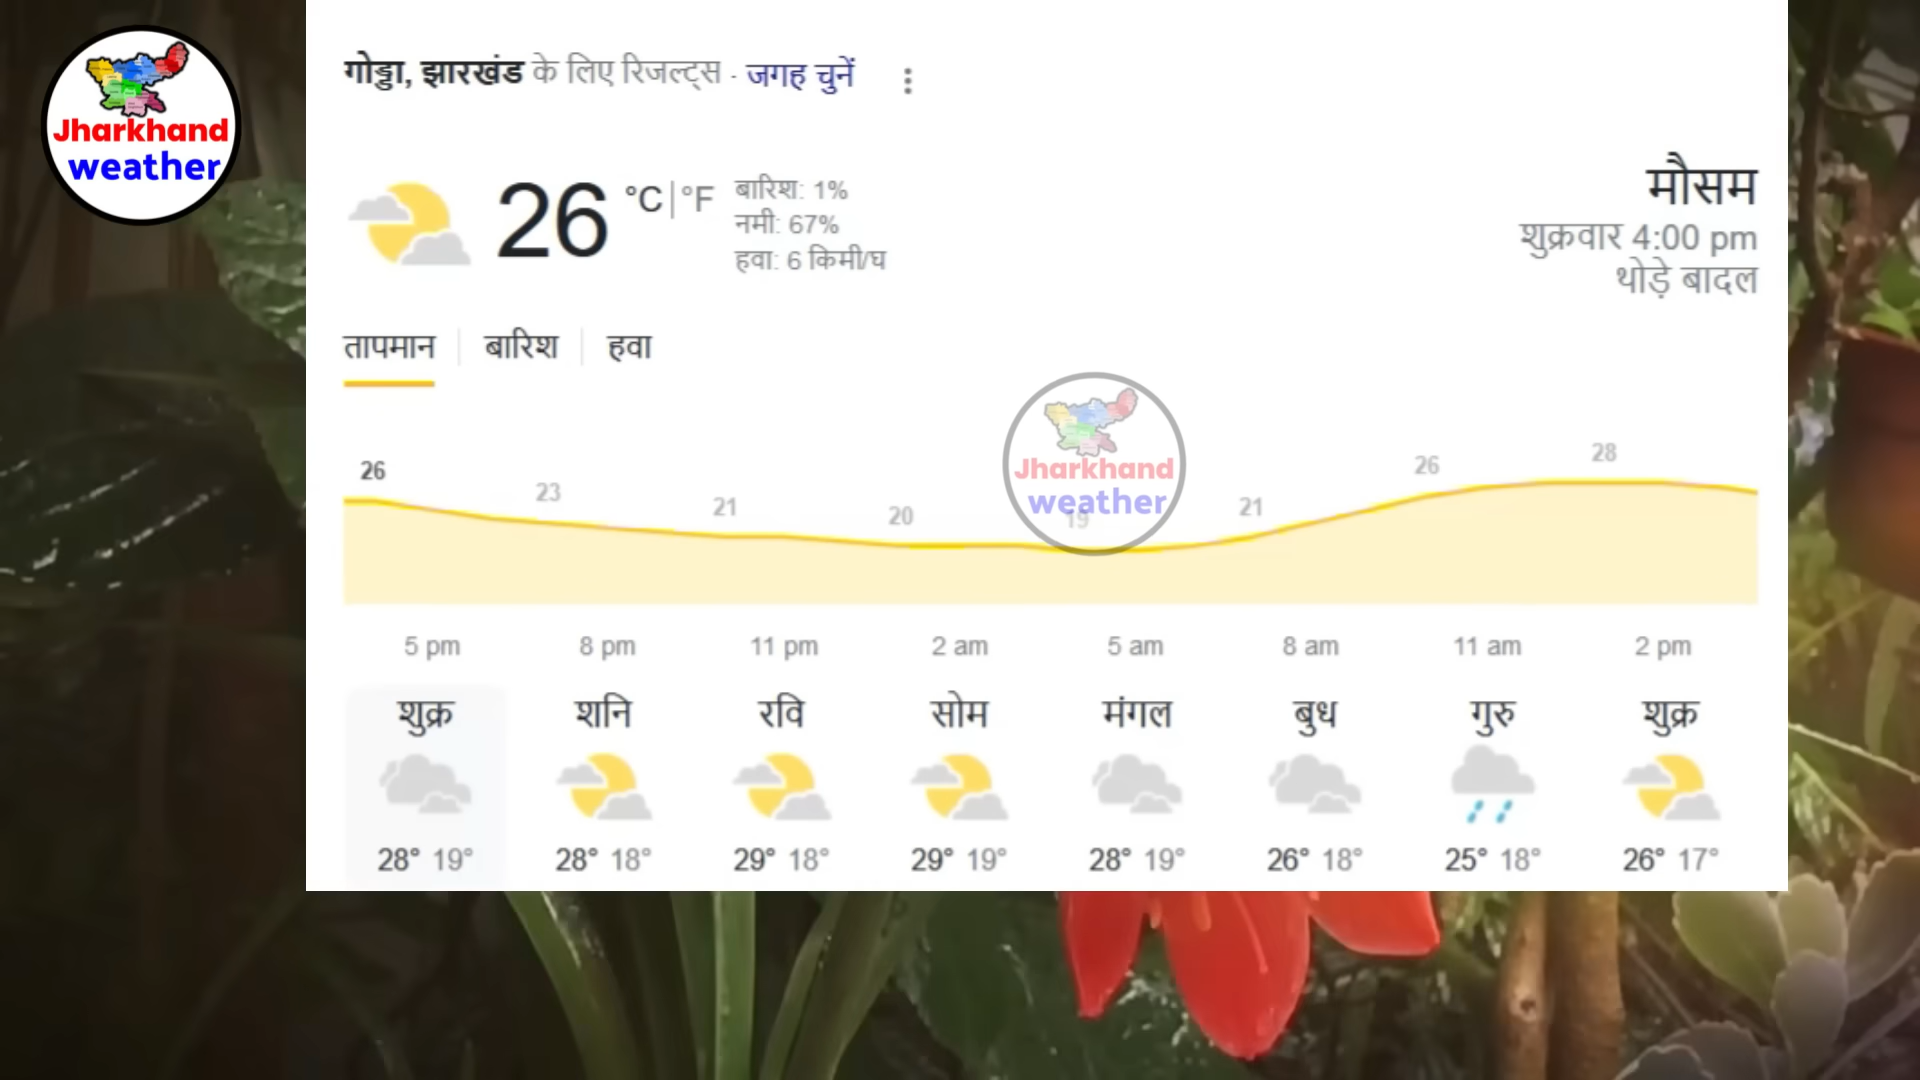 Jharkhand
weather
गोड्डा, झारखंड के लिए रिजल्ट्स · जगह चुनें
26 °C | °F
बारिश: 1%
नमी: 67%
हवा: 6 किमी/घ
मौसम
शुक्रवार 4:00 pm
थोड़े बादल
तापमान बारिश हवा
Jharkhand
weather
26 23 21 20 19 21 26 28
5 pm 8 pm 11 pm 2 am 5 am 8 am 11 am 2 pm
शुक्र शनि रवि सोम मंगल बुध गुरु शुक्र
28° 19° 28° 18° 29° 18° 29° 19° 28° 19° 26° 18° 25° 18° 26° 17°